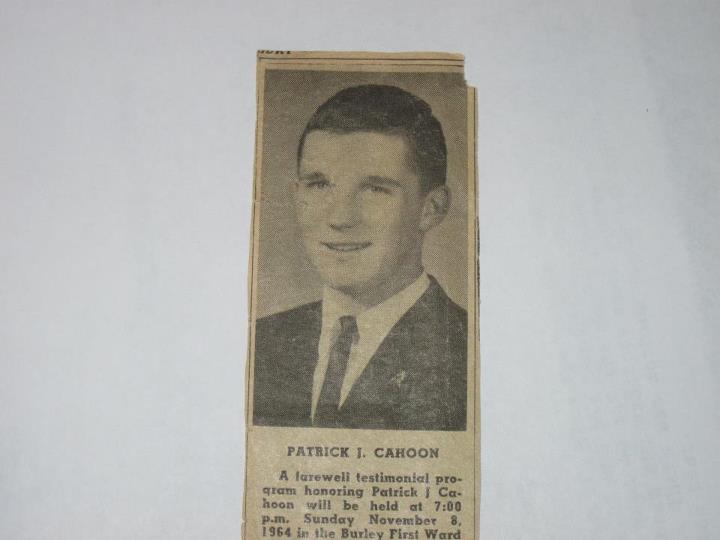 PATRICK J. CAHOON
A farewell testimonial pro-
gram honoring Patrick J Ca-
hoon will be held at 7:00
p.m. Sunday November 8,
1964 in the Burley First Ward